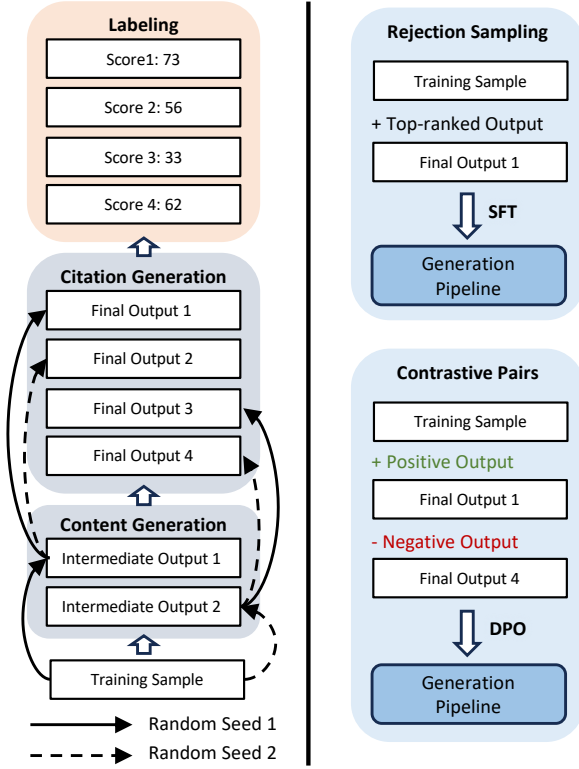 Labeling
Score1: 73
Score 2: 56
Score 3: 33
Score 4: 62
Citation Generation
Final Output 1
Final Output 2
Final Output 3
Final Output 4
Content Generation
Intermediate Output 1
Intermediate Output 2
Training Sample
Random Seed 1
Random Seed 2
Rejection Sampling
Training Sample
+ Top-ranked Output
Final Output 1
SFT
Generation
Pipeline
Contrastive Pairs
Training Sample
+ Positive Output
Final Output 1
- Negative Output
Final Output 4
DPO
Generation
Pipeline